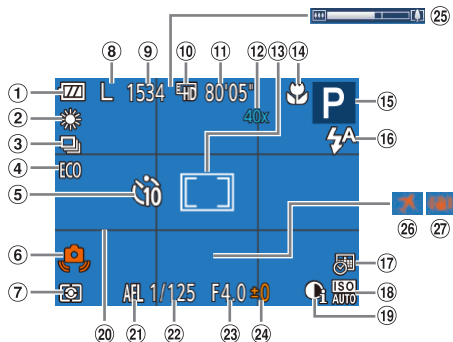 25
8 9 10 11 12 13 14
1 L 1534 HD 80'05" P 15
40x
2
3 A 16
4 ECO
5 10
26 27
6 17
7 AEL 1/125 F4.0 ±0 i ISO AUTO 18
20 21 22 23 24 19